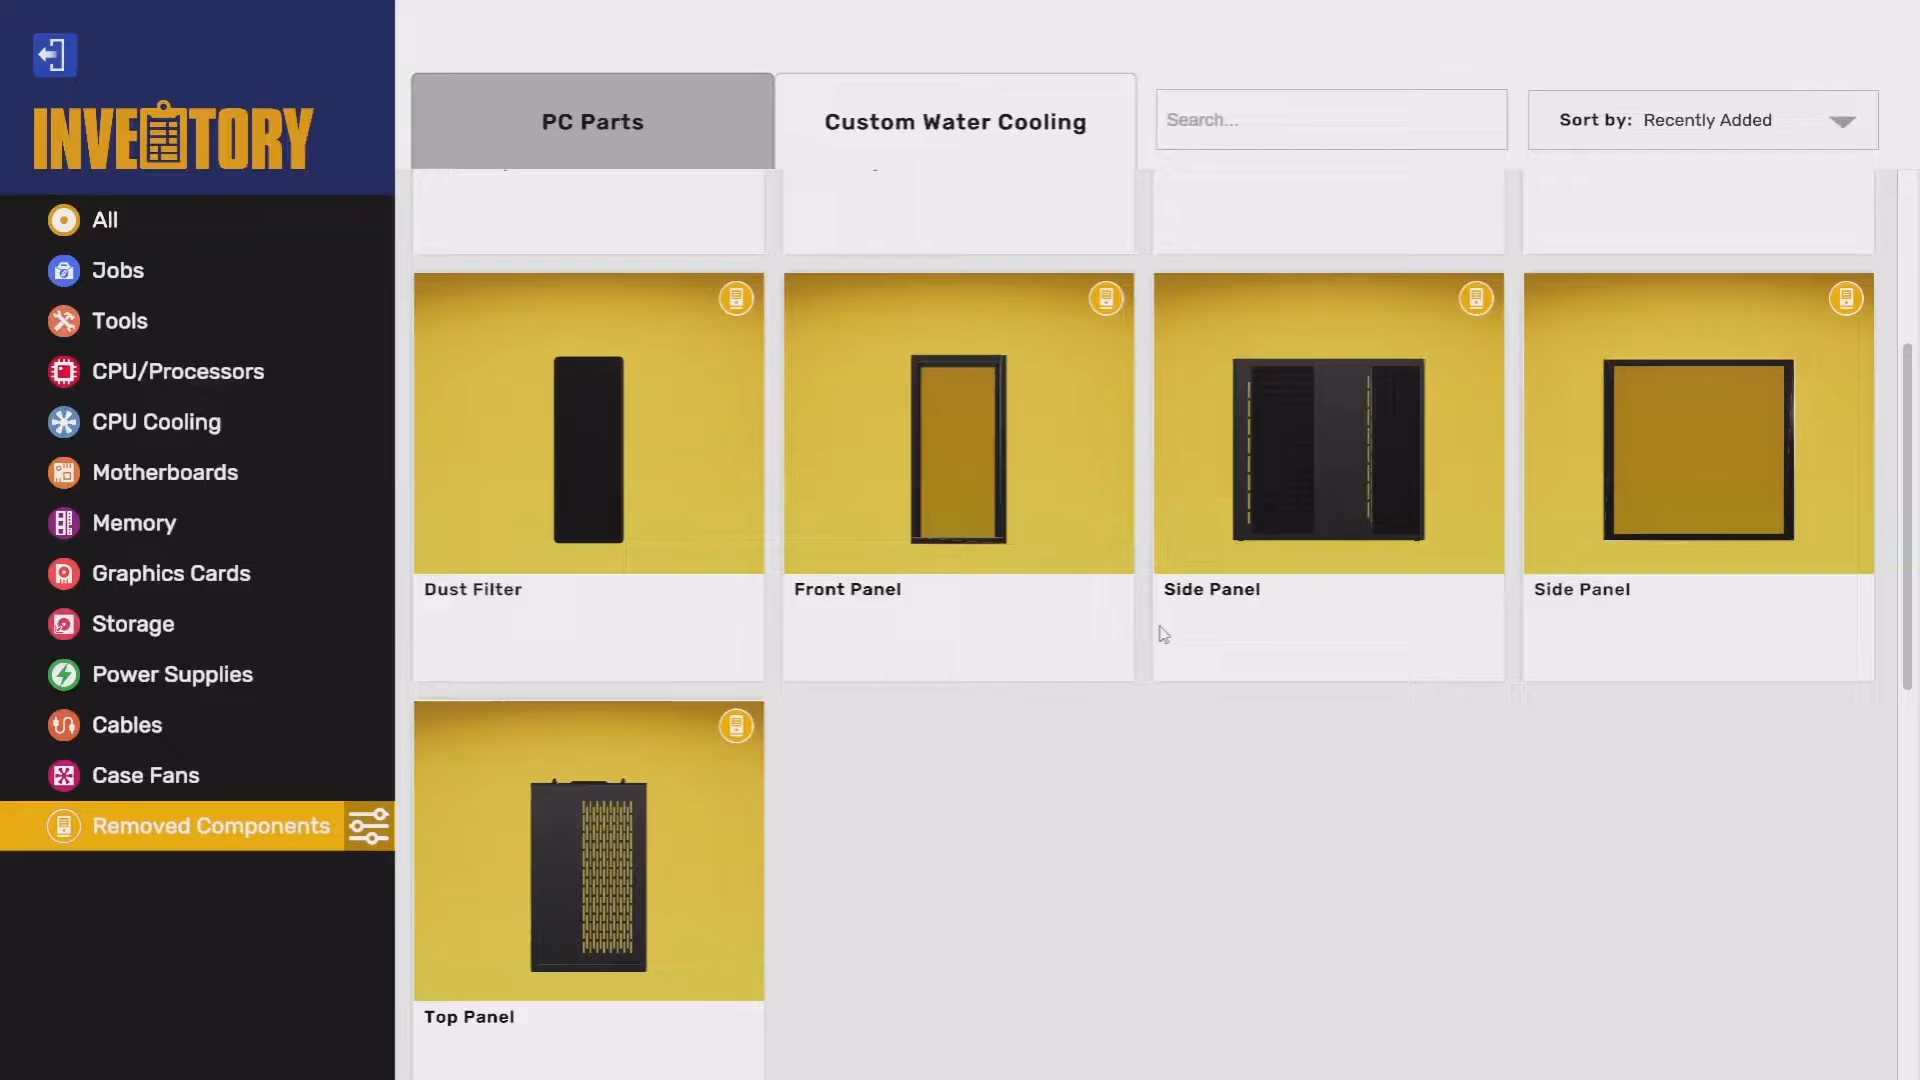 INVENTORY
PC Parts
Custom Water Cooling
Search...
Sort by: Recently Added
All
Jobs
Tools
CPU/Processors
CPU Cooling
Motherboards
Memory
Graphics Cards
Storage
Power Supplies
Cables
Case Fans
Removed Components
Dust Filter
Front Panel
Side Panel
Side Panel
Top Panel